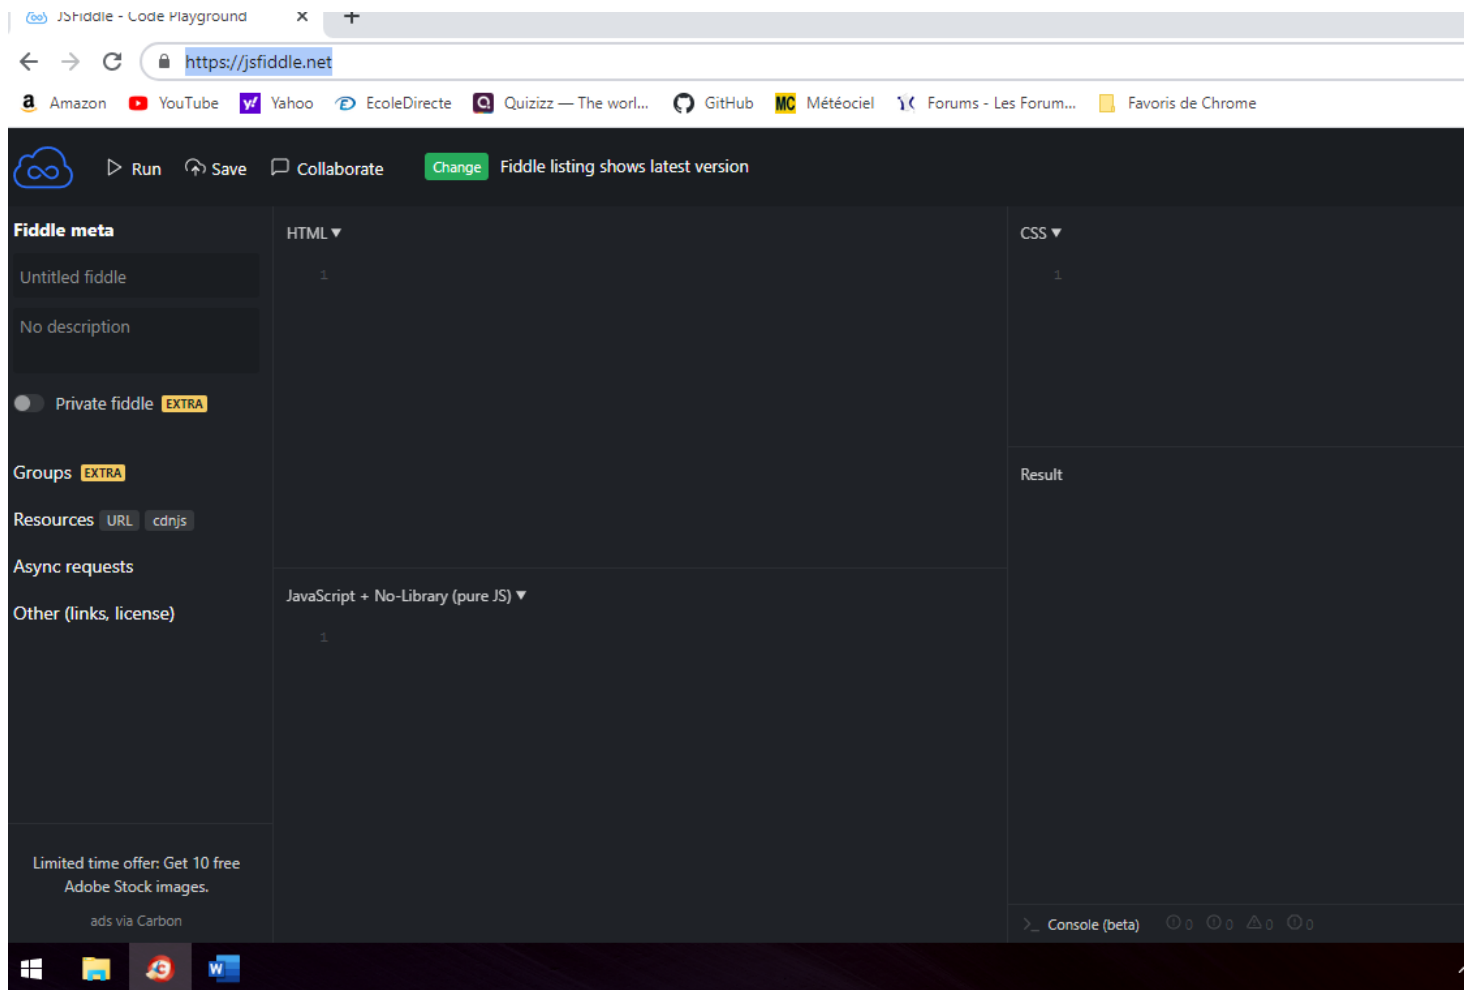 JSFiddle - Code Playground
https://jsfiddle.net
Amazon YouTube Yahoo EcoleDirecte Quizizz — The worl... GitHub MC Météociel Forums - Les Forum... Favoris de Chrome
Run Save Collaborate Change Fiddle listing shows latest version
Fiddle meta
Untitled fiddle
No description
Private fiddle EXTRA
Groups EXTRA
Resources URL cdnjs
Async requests
Other (links, license)
Limited time offer: Get 10 free
Adobe Stock images.
ads via Carbon
HTML ▼
1
JavaScript + No-Library (pure JS) ▼
1
CSS ▼
1
Result
>_ Console (beta) 0 0 0 0